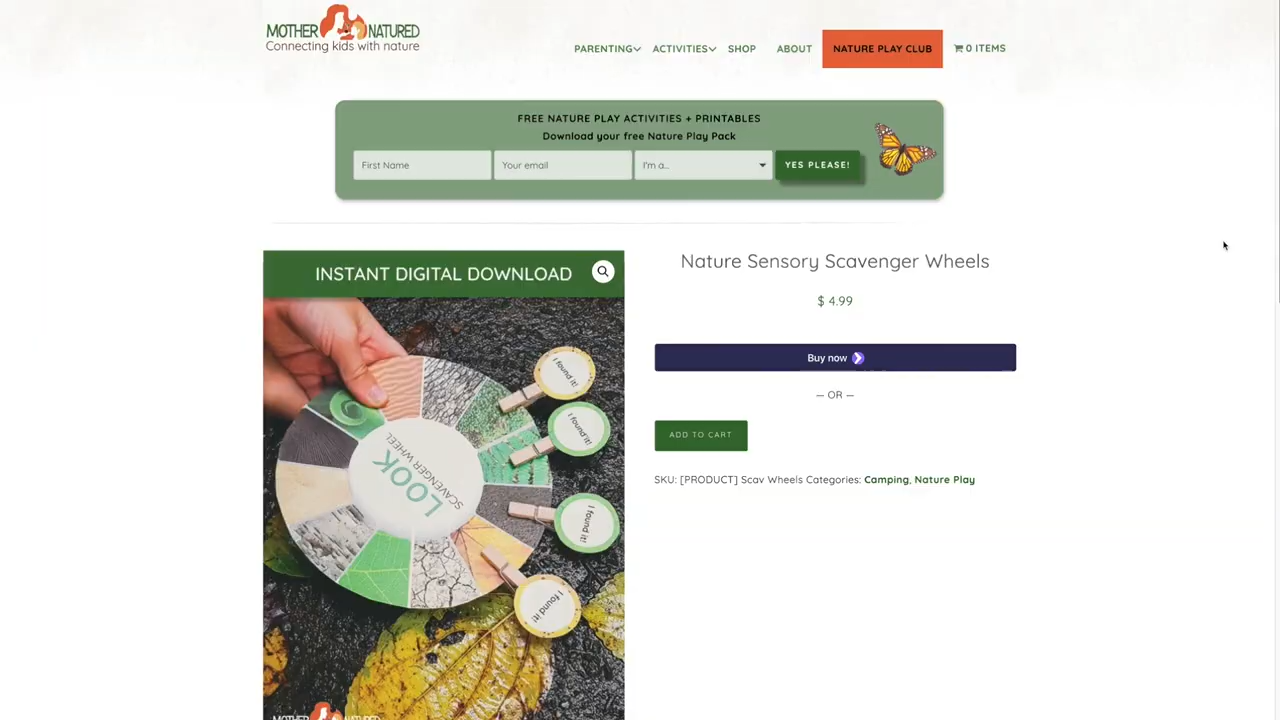 MOTHER NATURED
Connecting kids with nature
PARENTING
ACTIVITIES
SHOP
ABOUT
NATURE PLAY CLUB
0 ITEMS
FREE NATURE PLAY ACTIVITIES + PRINTABLES
Download your free Nature Play Pack
First Name
Your email
I'm a...
YES PLEASE!
INSTANT DIGITAL DOWNLOAD
I found it!
I found it!
LOOK
SCAVENGER WHEEL
I found it!
I found it!
MOTHER NATURED
Nature Sensory Scavenger Wheels
$ 4.99
Buy now
— OR —
ADD TO CART
SKU: [PRODUCT] Scav Wheels Categories: Camping, Nature Play